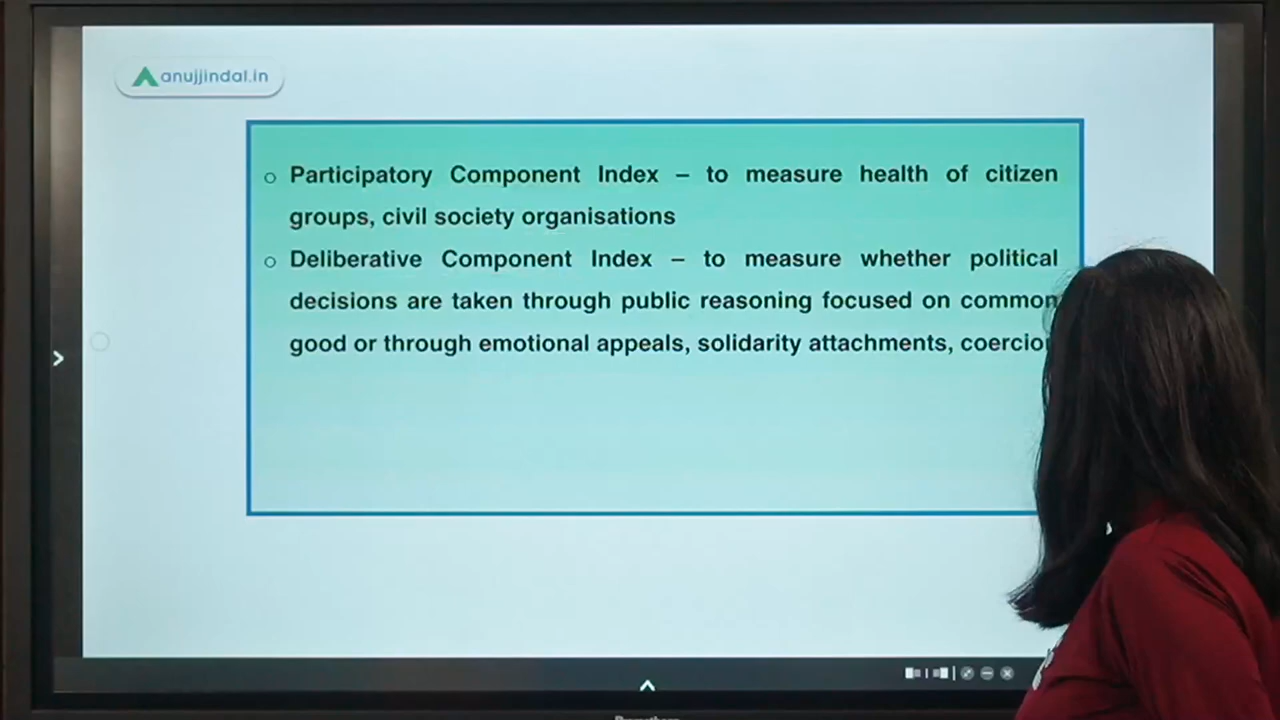 anujjindal.in
○ Participatory Component Index – to measure health of citizen
groups, civil society organisations
○ Deliberative Component Index – to measure whether political
decisions are taken through public reasoning focused on common
good or through emotional appeals, solidarity attachments,